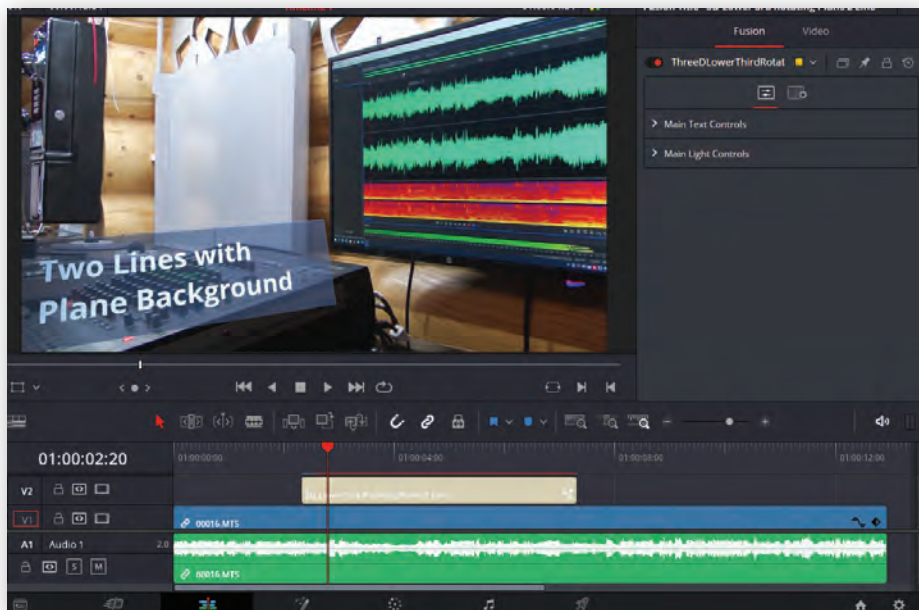 Fusion
Video
ThreeDLowerThirdRotat
Main Text Controls
Main Light Controls
Two Lines with
Plane Background
01:00:02:20
01:00:00:00
01:00:04:00
01:00:08:00
01:00:12:00
V2
V1
00016.MTS
A1
Audio 1
2.0
S
M
00016.MTS